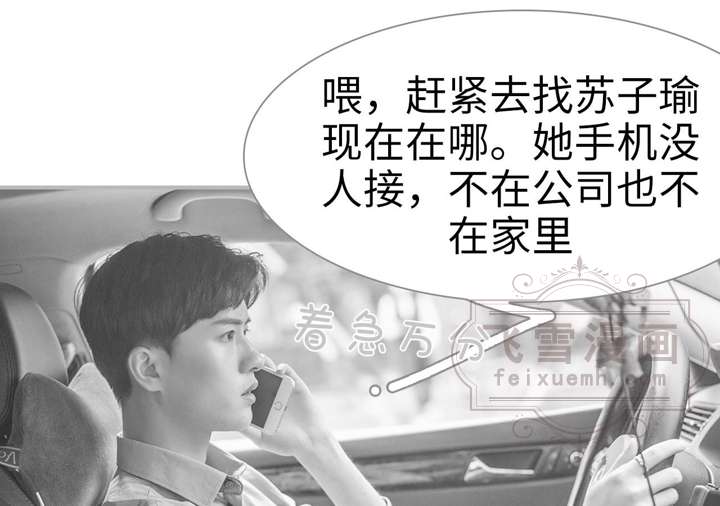 喂，赶紧去找苏子瑜
现在在哪。她手机没
人接，不在公司也不
在家里
着急万分
飞雪漫画
feixuemh.com